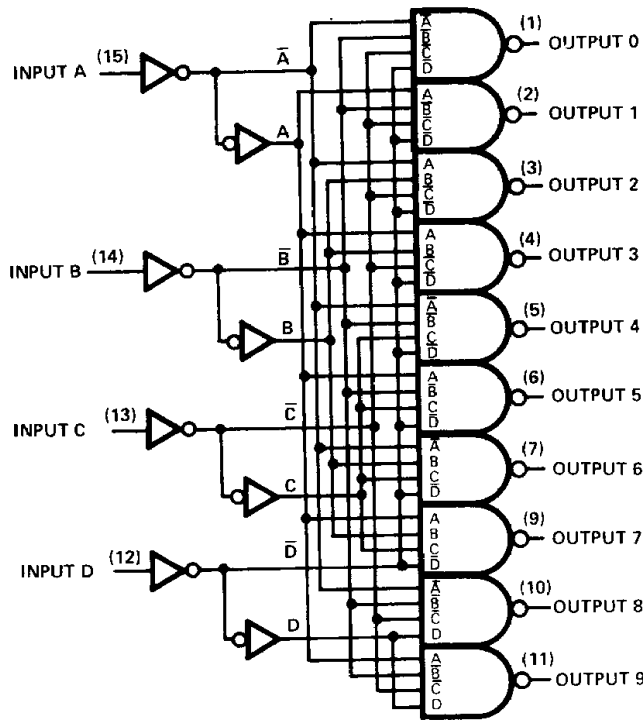 INPUT A (15)
A̅
A
INPUT B (14)
B̅
B
INPUT C (13)
C̅
C
INPUT D (12)
D̅
D
A̅
B̅
C̅
D̅
(1)
OUTPUT 0
A
B̅
C̅
D̅
(2)
OUTPUT 1
A
B
C̅
D̅
(3)
OUTPUT 2
A
B
C̅
D̅
(4)
OUTPUT 3
A̅
B̅
C
D̅
(5)
OUTPUT 4
A
B̅
C
D̅
(6)
OUTPUT 5
A̅
B
C
D̅
(7)
OUTPUT 6
A
B
C
D̅
(9)
OUTPUT 7
A̅
B̅
C̅
D
(10)
OUTPUT 8
A
B̅
C̅
D
(11)
OUTPUT 9